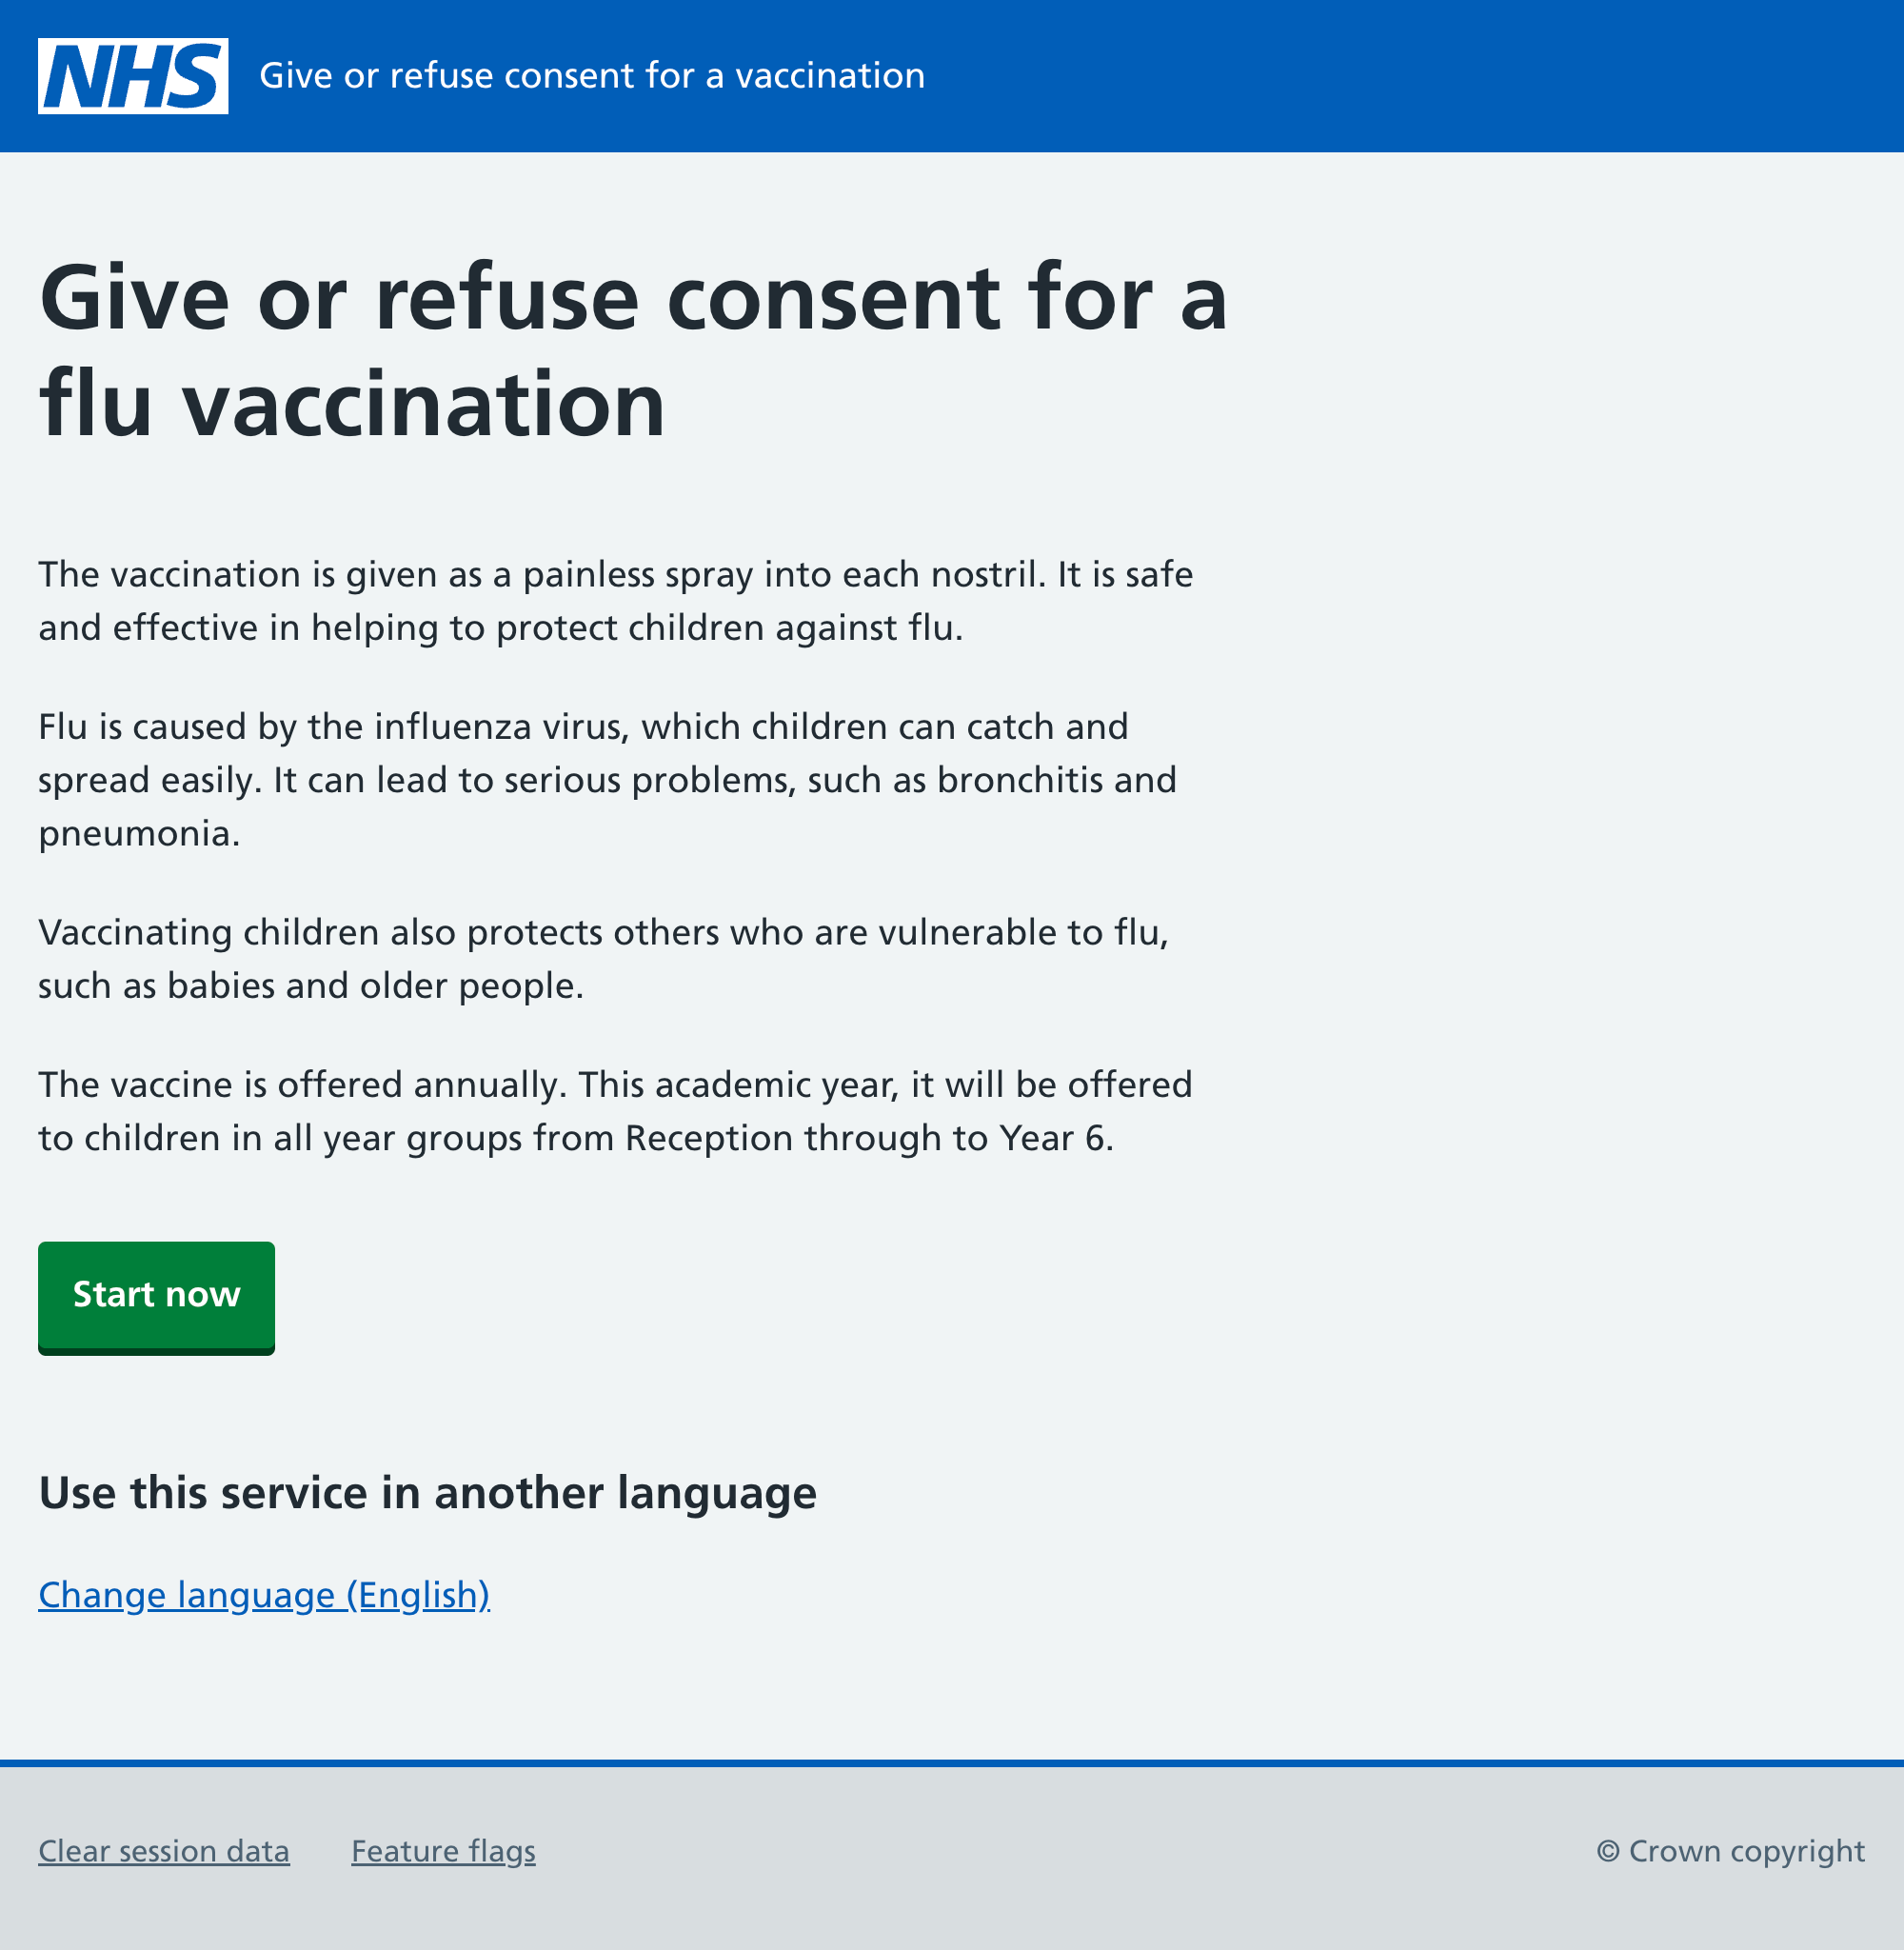 NHS Give or refuse consent for a vaccination
Give or refuse consent for a
flu vaccination
The vaccination is given as a painless spray into each nostril. It is safe
and effective in helping to protect children against flu.
Flu is caused by the influenza virus, which children can catch and
spread easily. It can lead to serious problems, such as bronchitis and
pneumonia.
Vaccinating children also protects others who are vulnerable to flu,
such as babies and older people.
The vaccine is offered annually. This academic year, it will be offered
to children in all year groups from Reception through to Year 6.
Start now
Use this service in another language
Change language (English)
Clear session data Feature flags © Crown copyright